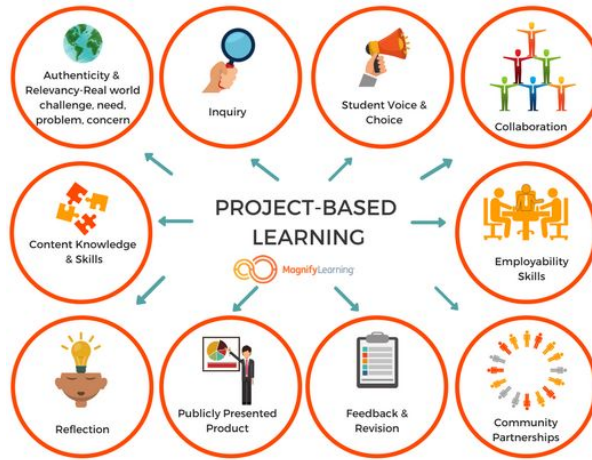 Authenticity &
Relevancy-Real world
challenge, need,
problem, concern
Inquiry
Student Voice &
Choice
Collaboration
PROJECT-BASED
LEARNING
MagnifyLearning
Content Knowledge
& Skills
Employability
Skills
Reflection
Publicly Presented
Product
Feedback &
Revision
Community
Partnerships